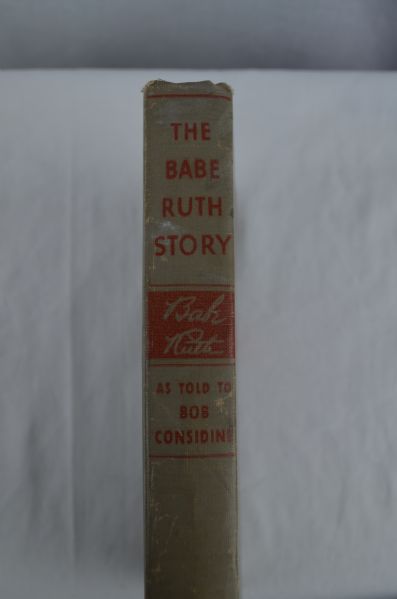 THE
BABE
RUTH
STORY
Babe
Ruth
AS TOLD TO
BOB
CONSIDINE